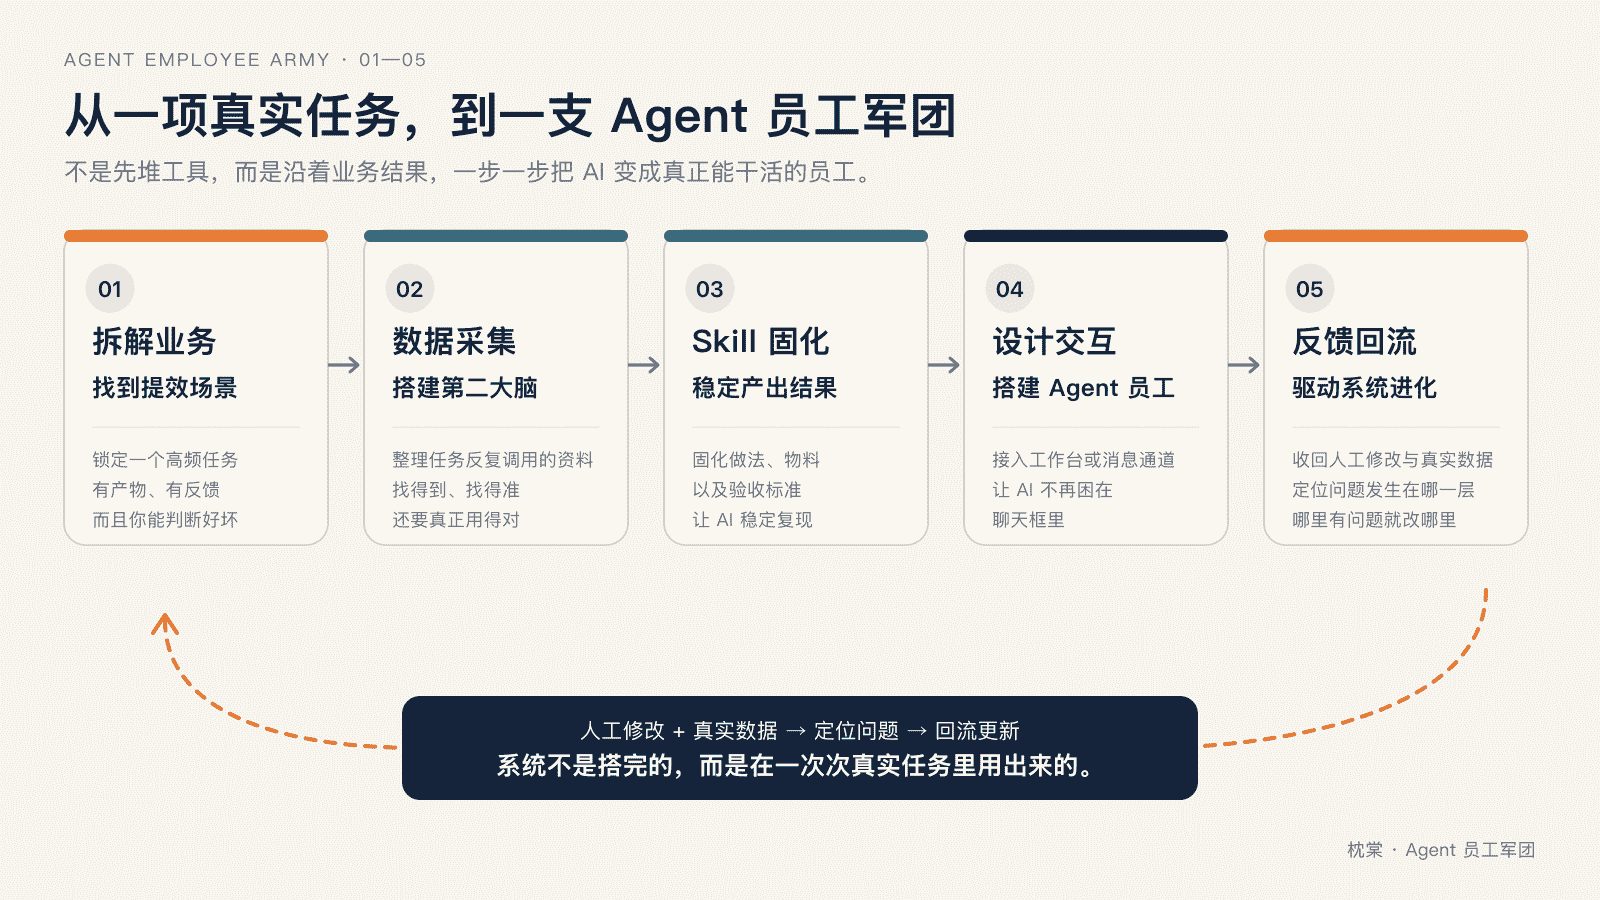 AGENT EMPLOYEE ARMY · 01—05
从一项真实任务，到一支 Agent 员工军团
不是先堆工具，而是沿着业务结果，一步一步把 AI 变成真正能干活的员工。
01
拆解业务
找到提效场景
锁定一个高频任务
有产物、有反馈
而且你能判断好坏
02
数据采集
搭建第二大脑
整理任务反复调用的资料
找得到、找得准
还要真正用得对
03
Skill 固化
稳定产出结果
固化做法、物料
以及验收标准
让 AI 稳定复现
04
设计交互
搭建 Agent 员工
接入工作台或消息通道
让 AI 不再困在
聊天框里
05
反馈回流
驱动系统进化
收回人工修改与真实数据
定位问题发生在哪一层
哪里有问题就改哪里
人工修改 + 真实数据 → 定位问题 → 回流更新
系统不是搭完的，而是在一次次真实任务里用出来的。
枕棠 · Agent 员工军团